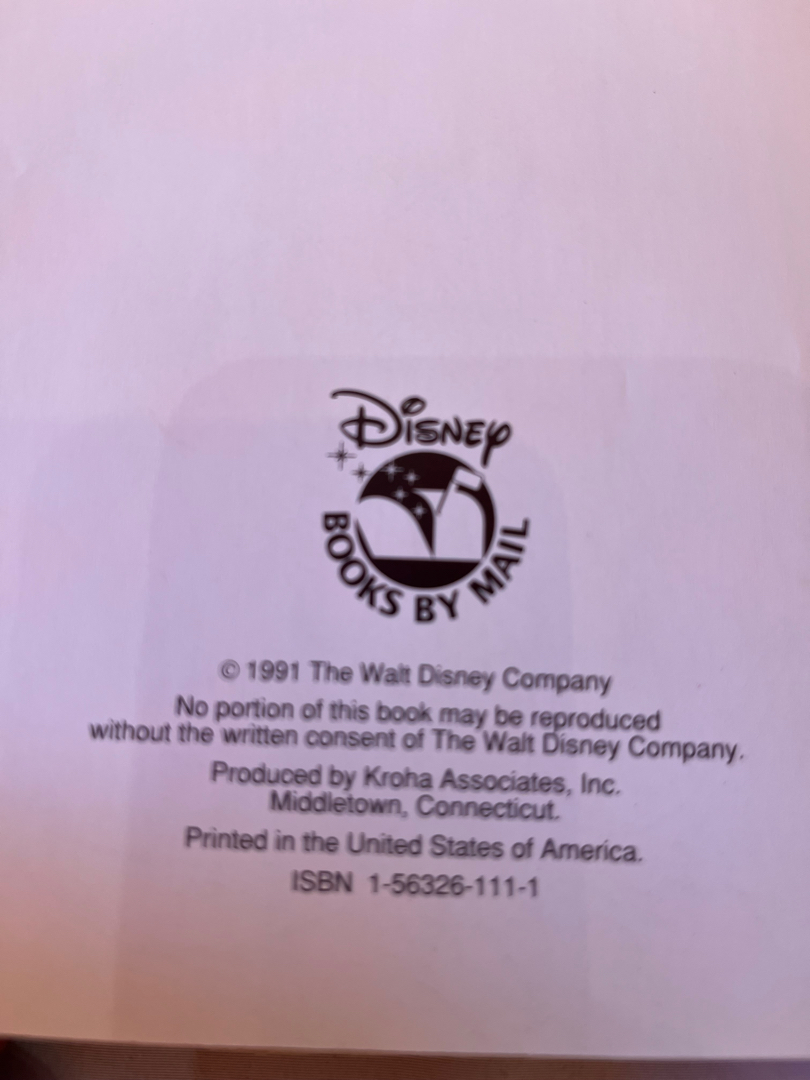 Disney
BOOKS BY MAIL
© 1991 The Walt Disney Company
No portion of this book may be reproduced
without the written consent of The Walt Disney Company.
Produced by Kroha Associates, Inc.
Middletown, Connecticut.
Printed in the United States of America.
ISBN 1-56326-111-1